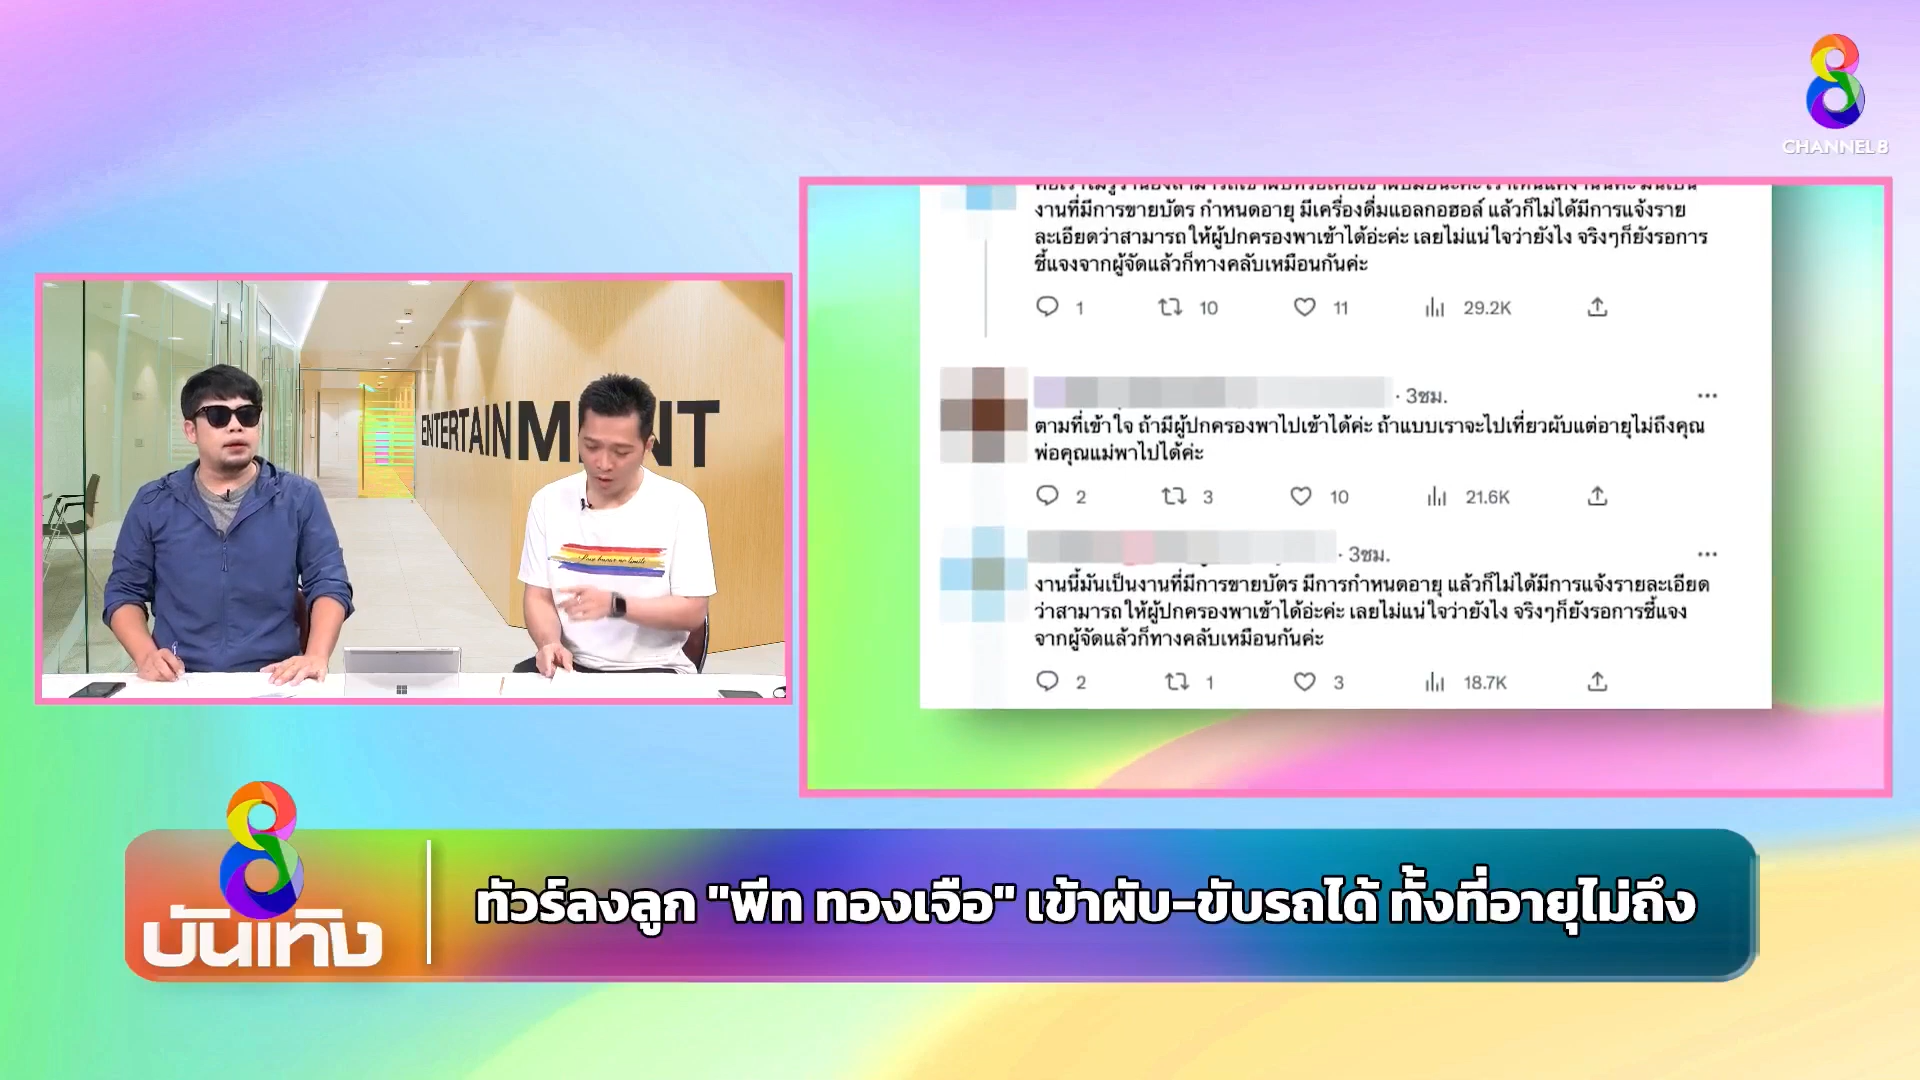 CHANNEL 8
งานที่มีการขายบัตร กำหนดอายุ มีเครื่องดื่มแอลกอฮอล์ แล้วก็ไม่ได้มีการแจ้งราย
ละเอียดว่าสามารถให้ผู้ปกครองพาเข้าได้อ่ะค่ะ เลยไม่แน่ใจว่ายังไง จริงๆก็ยังรอการ
ชี้แจงจากผู้จัดแล้วก็ทางคลับเหมือนกันค่ะ
1 10 11 29.2K
· 3ชม.
ตามที่เข้าใจ ถ้ามีผู้ปกครองพาไปเข้าได้ค่ะ ถ้าแบบเราจะไปเที่ยวผับแต่อายุไม่ถึงคุณ
พ่อคุณแม่พาไปได้ค่ะ
2 3 10 21.6K
· 3ชม.
งานนี้มันเป็นงานที่มีการขายบัตร มีการกำหนดอายุ แล้วก็ไม่ได้มีการแจ้งรายละเอียด
ว่าสามารถให้ผู้ปกครองพาเข้าได้อ่ะค่ะ เลยไม่แน่ใจว่ายังไง จริงๆก็ยังรอการชี้แจง
จากผู้จัดแล้วก็ทางคลับเหมือนกันค่ะ
2 1 3 18.7K
ENTERTAINM NT
8
บันเทิง
ทัวร์ลงลูก "พีท ทองเจือ" เข้าผับ-ขับรถได้ ทั้งที่อายุไม่ถึง